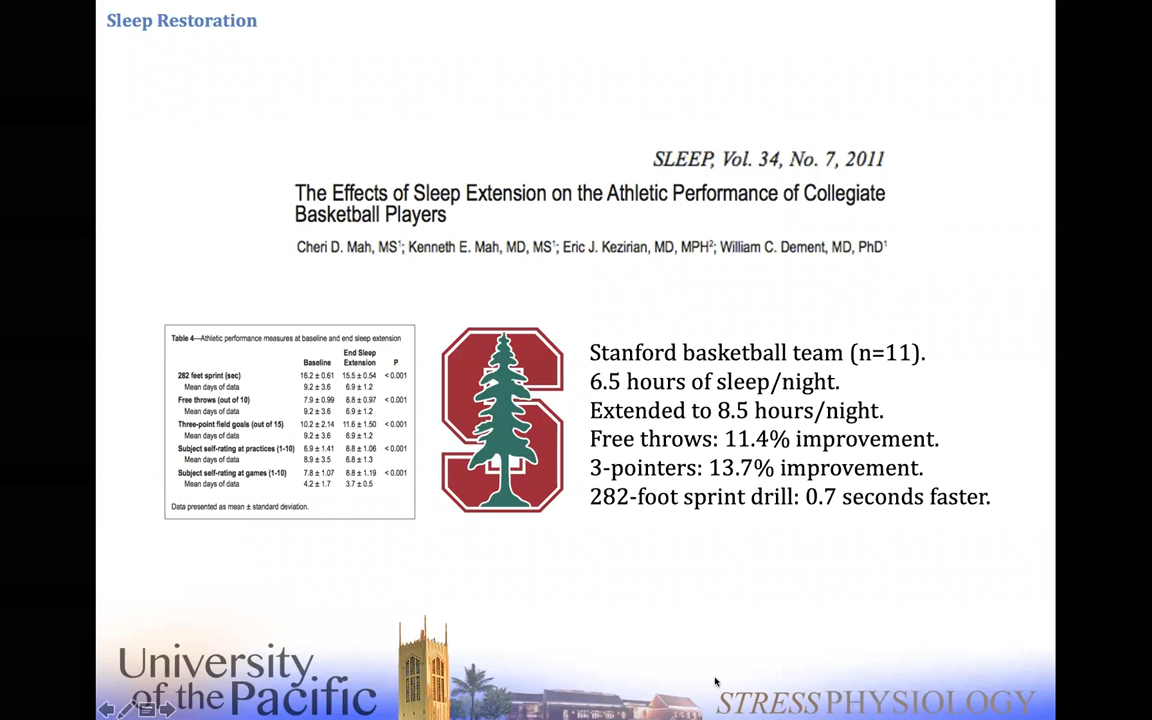 Sleep Restoration
SLEEP, Vol. 34, No. 7, 2011
The Effects of Sleep Extension on the Athletic Performance of Collegiate
Basketball Players
Cheri D. Mah, MS¹; Kenneth E. Mah, MD, MS¹; Eric J. Kezirian, MD, MPH²; William C. Dement, MD, PhD¹
Table 4—Athletic performance measures at baseline and end sleep extension
End Sleep
Baseline Extension P
282 feet sprint (sec) 16.2 ± 0.61 15.5 ± 0.54 < 0.001
Mean days of data 9.2 ± 3.6 6.9 ± 1.2
Free throws (out of 10) 7.9 ± 0.99 8.8 ± 0.97 < 0.001
Mean days of data 9.2 ± 3.6 6.9 ± 1.2
Three-point field goals (out of 15) 10.2 ± 2.14 11.6 ± 1.50 < 0.001
Mean days of data 9.2 ± 3.6 6.9 ± 1.2
Subject self-rating at practices (1-10) 6.9 ± 1.41 8.8 ± 1.06 < 0.001
Mean days of data 8.9 ± 3.5 6.8 ± 1.3
Subject self-rating at games (1-10) 7.8 ± 1.07 8.8 ± 1.19 < 0.001
Mean days of data 4.2 ± 1.7 3.7 ± 0.5
Data presented as mean ± standard deviation.
Stanford basketball team (n=11).
6.5 hours of sleep/night.
Extended to 8.5 hours/night.
Free throws: 11.4% improvement.
3-pointers: 13.7% improvement.
282-foot sprint drill: 0.7 seconds faster.
University
of the Pacific
STRESS PHYSIOLOGY